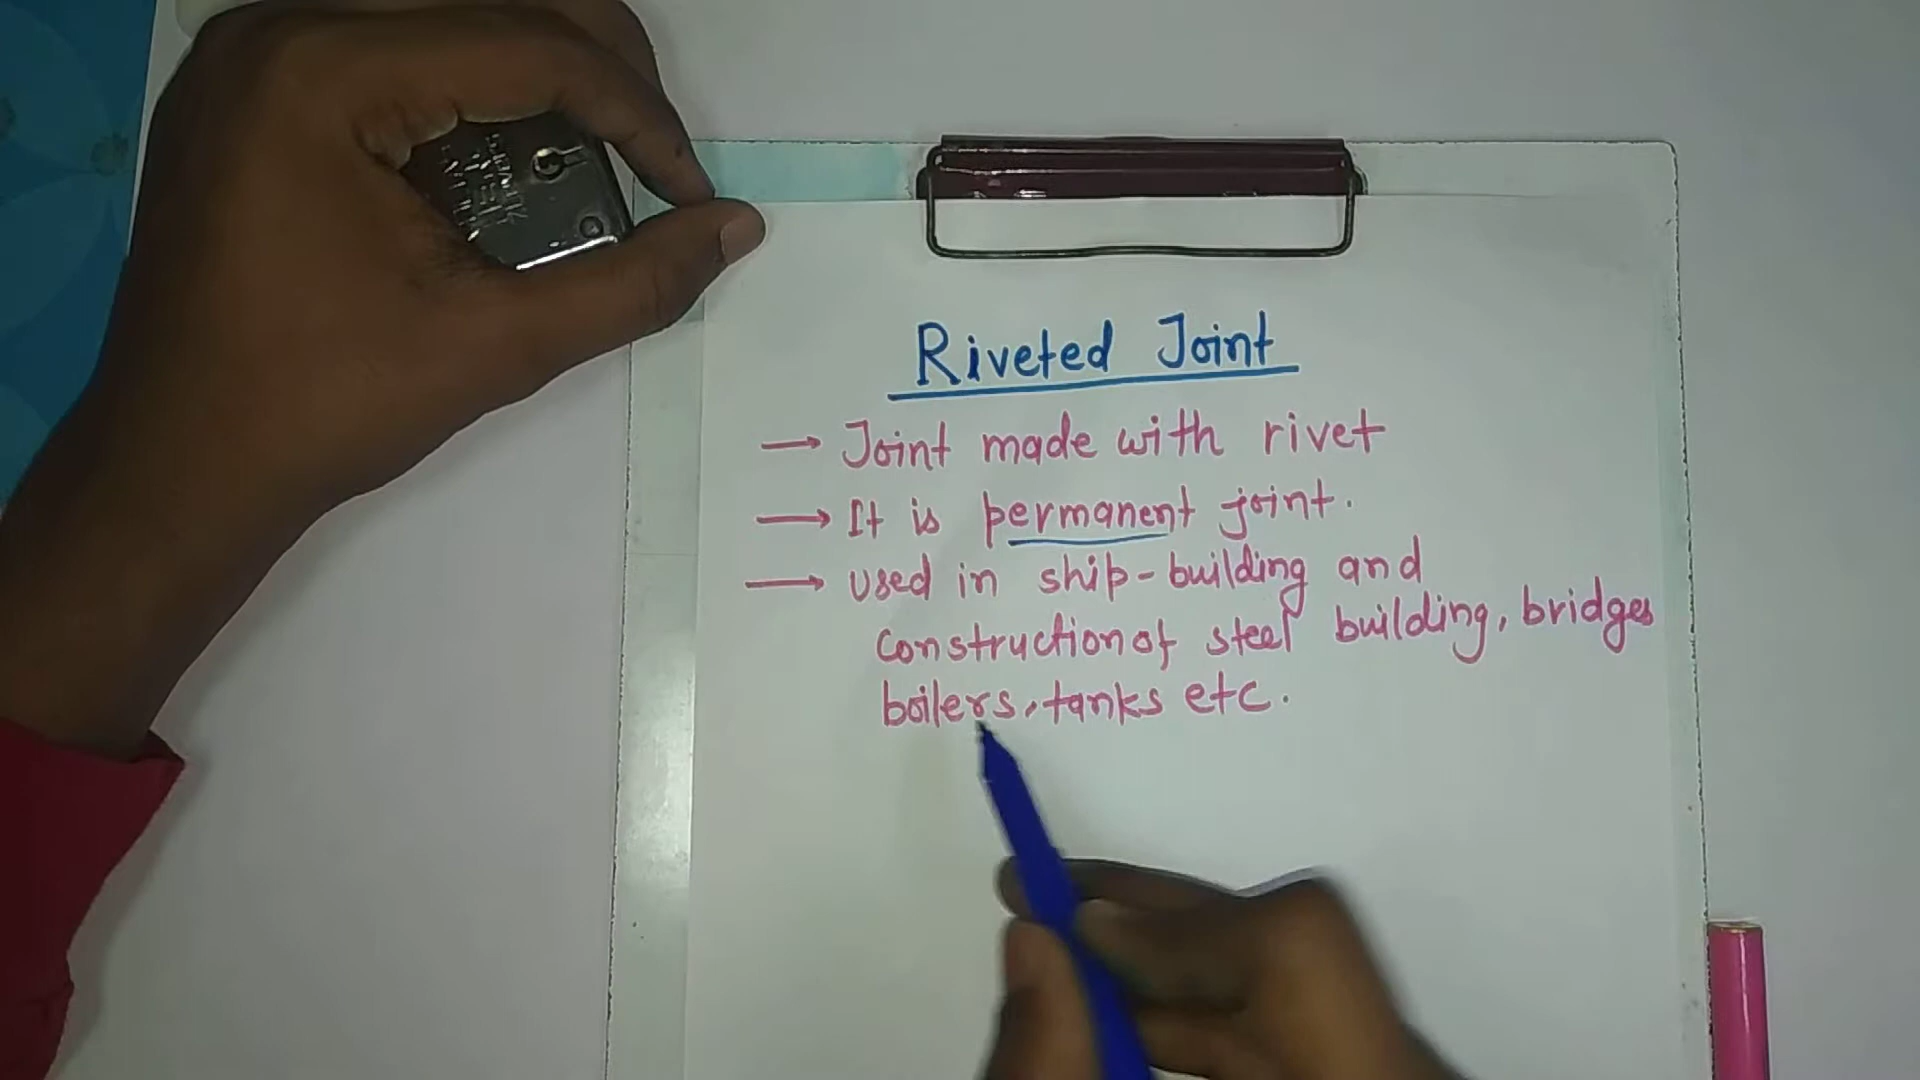 Riveted Joint
→ Joint made with rivet
→ It is permanent joint.
→ used in ship-building and
construction of steel building, bridges
boilers, tanks etc.